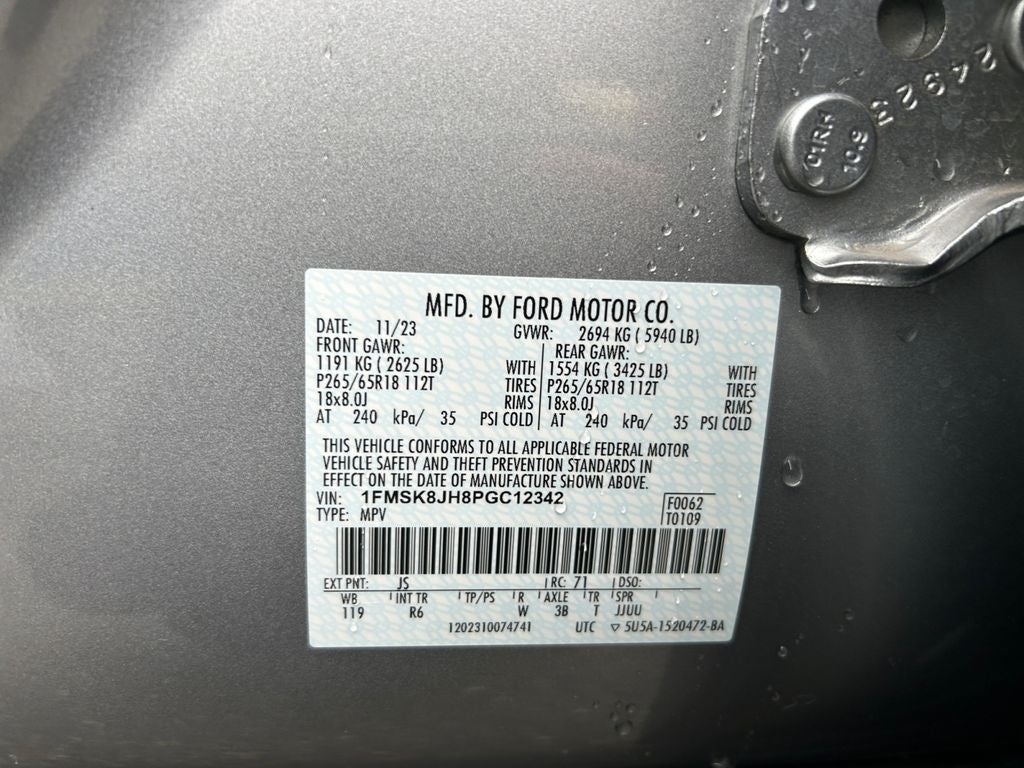 24923
01RH
10.9
MFD. BY FORD MOTOR CO.
DATE: 11/23 GVWR: 2694 KG ( 5940 LB)
FRONT GAWR: REAR GAWR:
1191 KG ( 2625 LB) WITH 1554 KG ( 3425 LB) WITH
P265/65R18 112T TIRES P265/65R18 112T TIRES
18x8.0J RIMS 18x8.0J RIMS
AT 240 kPa/ 35 PSI COLD AT 240 kPa/ 35 PSI COLD
THIS VEHICLE CONFORMS TO ALL APPLICABLE FEDERAL MOTOR
VEHICLE SAFETY AND THEFT PREVENTION STANDARDS IN
EFFECT ON THE DATE OF MANUFACTURE SHOWN ABOVE.
VIN: 1FMSK8JH8PGC12342 F0062
TYPE: MPV T0109
EXT PNT: JS RC: 71 DSO:
WB INT TR TP/PS R AXLE TR SPR
119 R6 W 3B T JJUU
1202310074741 UTC ▽ 5U5A-1520472-BA